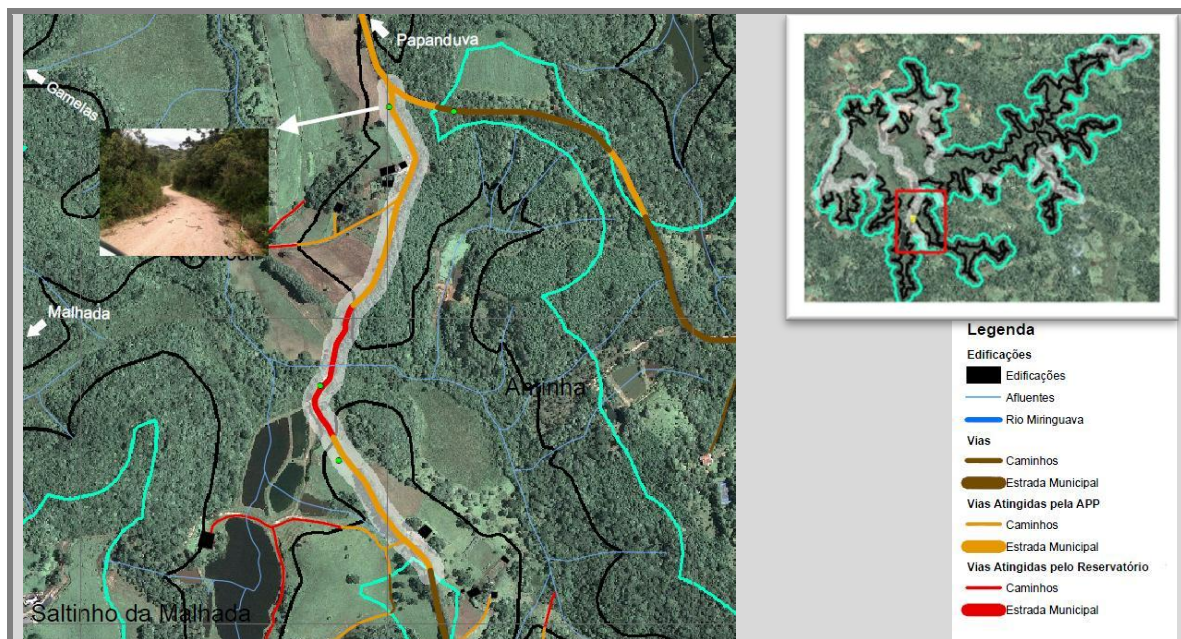 Papanduva
Gamelas
Malhada
Antinha
Saltinho da Malhada
Legenda
Edificações
Edificações
Afluentes
Rio Miringuava
Vias
Caminhos
Estrada Municipal
Vias Atingidas pela APP
Caminhos
Estrada Municipal
Vias Atingidas pelo Reservatório
Caminhos
Estrada Municipal